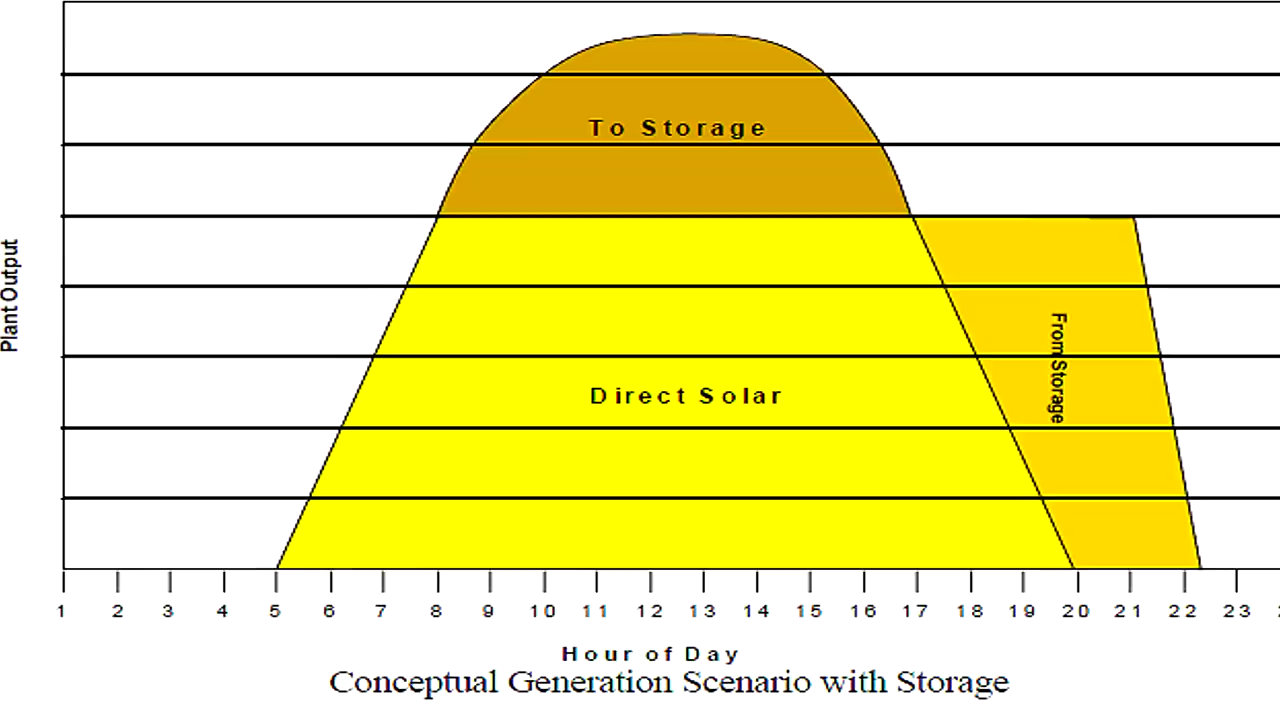 To Storage
Plant Output
From Storage
Direct Solar
1 2 3 4 5 6 7 8 9 10 11 12 13 14 15 16 17 18 19 20 21 22 23
Hour of Day
Conceptual Generation Scenario with Storage